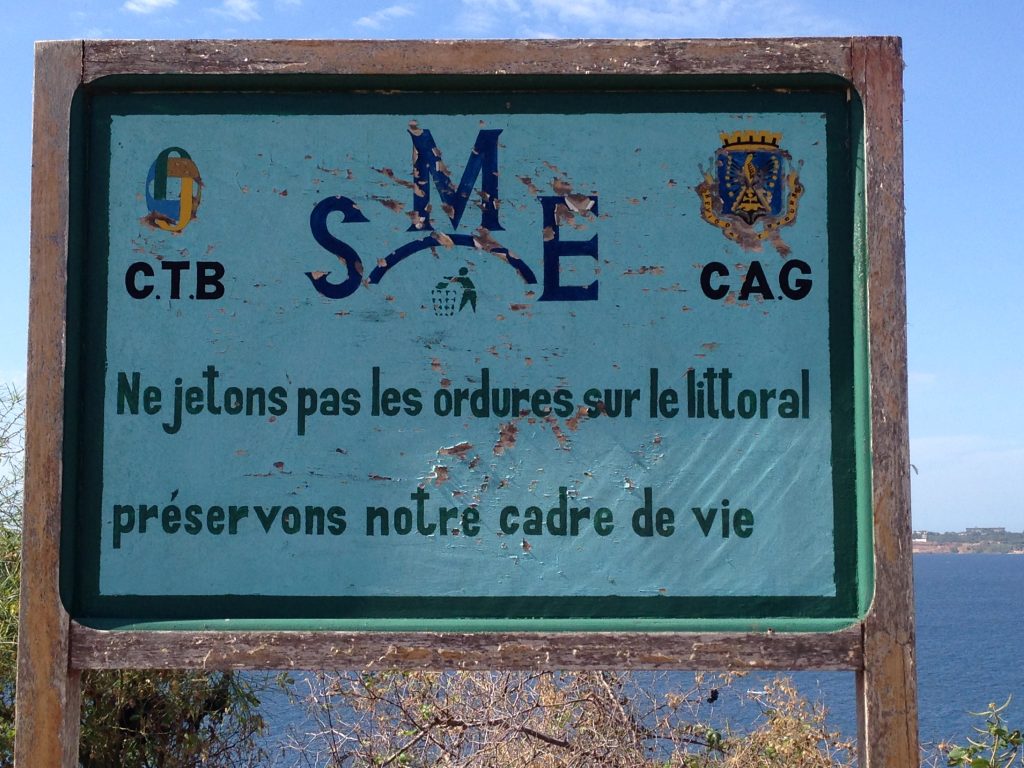 SME
C.T.B
C.A.G
Ne jetons pas les ordures sur le littoral
préservons notre cadre de vie